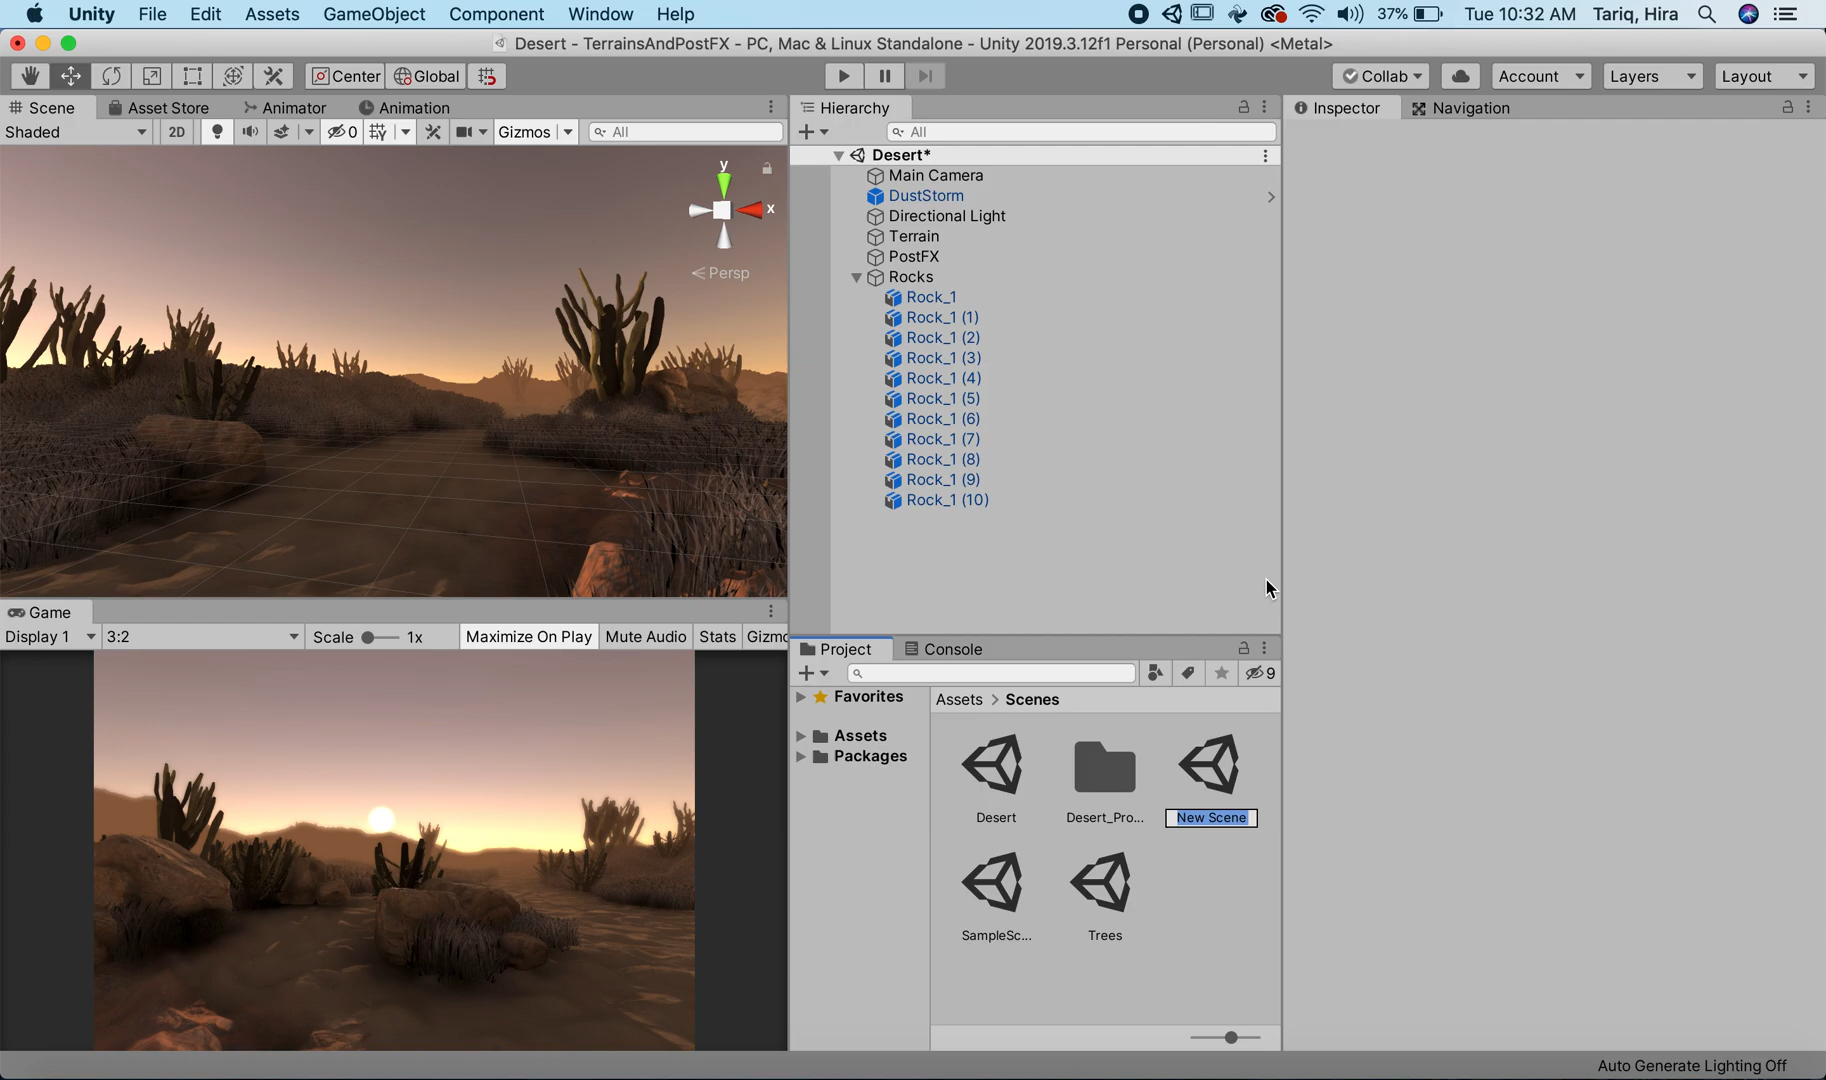 Unity File Edit Assets GameObject Component Window Help 37% Tue 10:32 AM Tariq, Hira
Desert - TerrainsAndPostFX - PC, Mac & Linux Standalone - Unity 2019.3.12f1 Personal (Personal) <Metal>
Center Global Collab Account Layers Layout
Scene Asset Store Animator Animation
Shaded 2D 0 Gizmos All
y
x
Persp
Hierarchy
All
Desert*
Main Camera
DustStorm
Directional Light
Terrain
PostFX
Rocks
Rock_1
Rock_1 (1)
Rock_1 (2)
Rock_1 (3)
Rock_1 (4)
Rock_1 (5)
Rock_1 (6)
Rock_1 (7)
Rock_1 (8)
Rock_1 (9)
Rock_1 (10)
Inspector Navigation
Game
Display 1 3:2 Scale 1x Maximize On Play Mute Audio Stats Gizmo
Project Console
9
Favorites
Assets
Packages
Assets > Scenes
Desert Desert_Pro... New Scene
SampleSc... Trees
Auto Generate Lighting Off